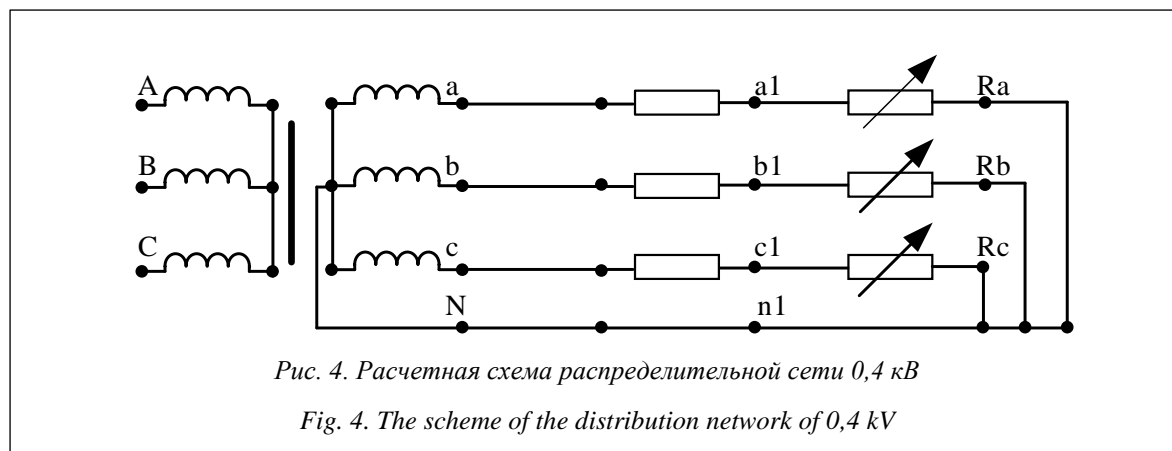 A a a1 Ra
B b b1 Rb
C c c1 Rc
N n1
Рис. 4. Расчетная схема распределительной сети 0,4 кВ
Fig. 4. The scheme of the distribution network of 0,4 kV